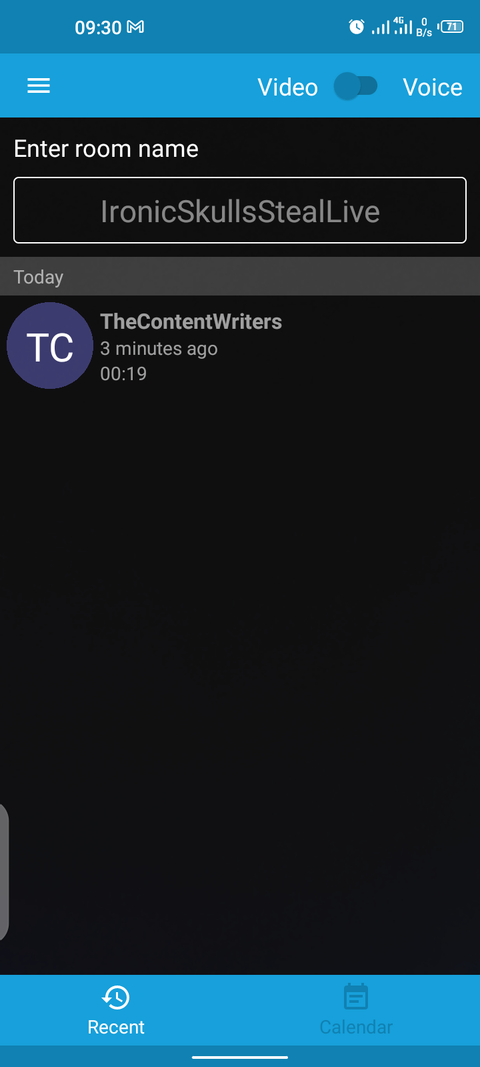 09:30
4G 0 B/s 71
Video Voice
Enter room name
IronicSkullsStealLive
Today
TC
TheContentWriters
3 minutes ago
00:19
Recent Calendar